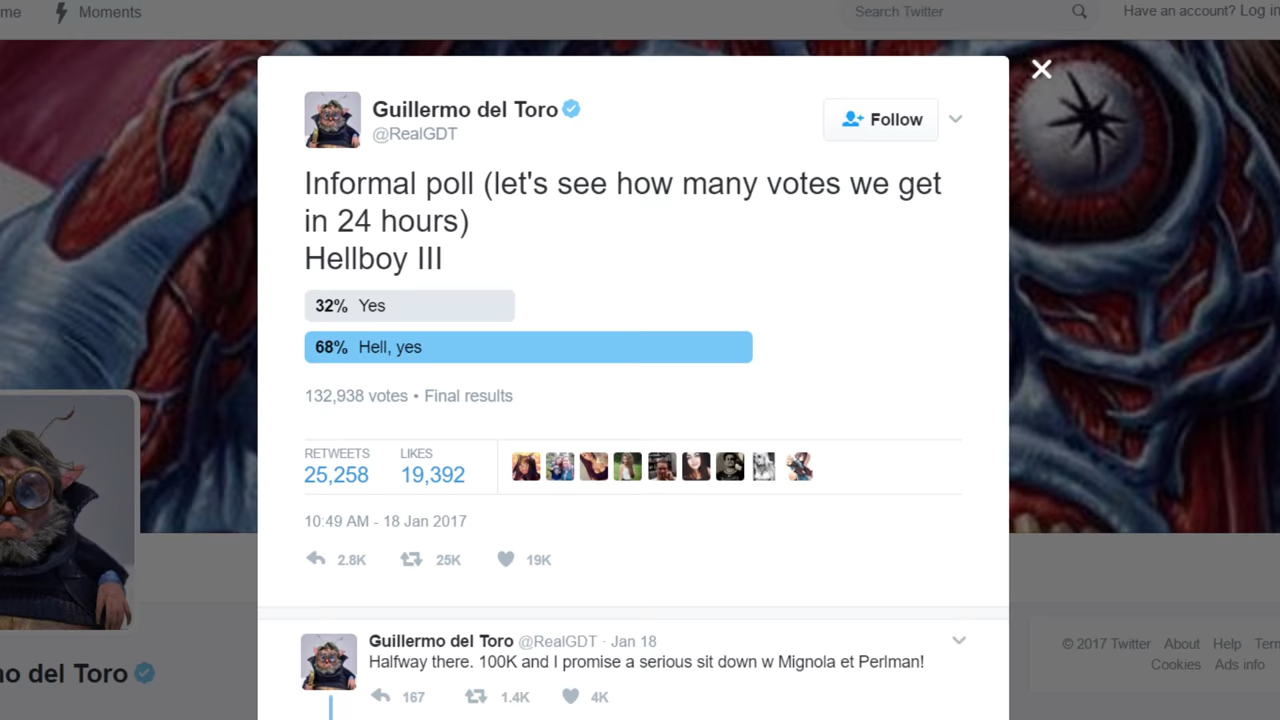 Moments
Search Twitter
Have an account? Log in
Guillermo del Toro
@RealGDT
Follow
Informal poll (let's see how many votes we get
in 24 hours)
Hellboy III
32% Yes
68% Hell, yes
132,938 votes • Final results
RETWEETS LIKES
25,258 19,392
10:49 AM - 18 Jan 2017
2.8K 25K 19K
Guillermo del Toro @RealGDT · Jan 18
Halfway there. 100K and I promise a serious sit down w Mignola et Perlman!
167 1.4K 4K
del Toro
© 2017 Twitter About Help
Cookies Ads info